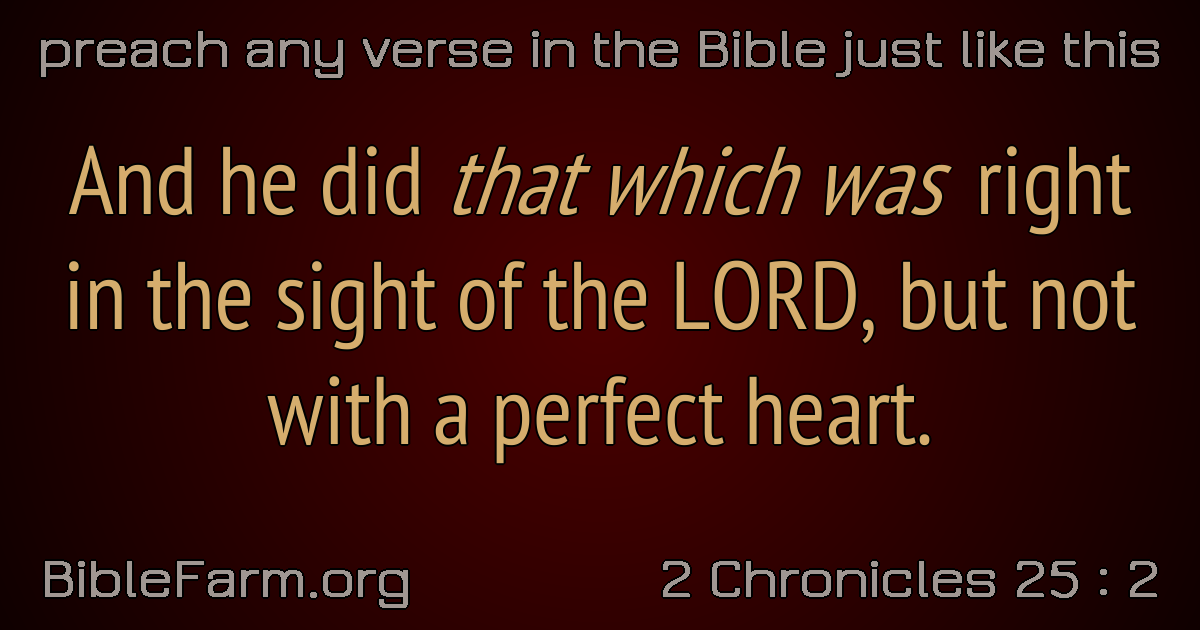 preach any verse in the Bible just like this
And he did that which was right
in the sight of the LORD, but not
with a perfect heart.
BibleFarm.org
2 Chronicles 25 : 2